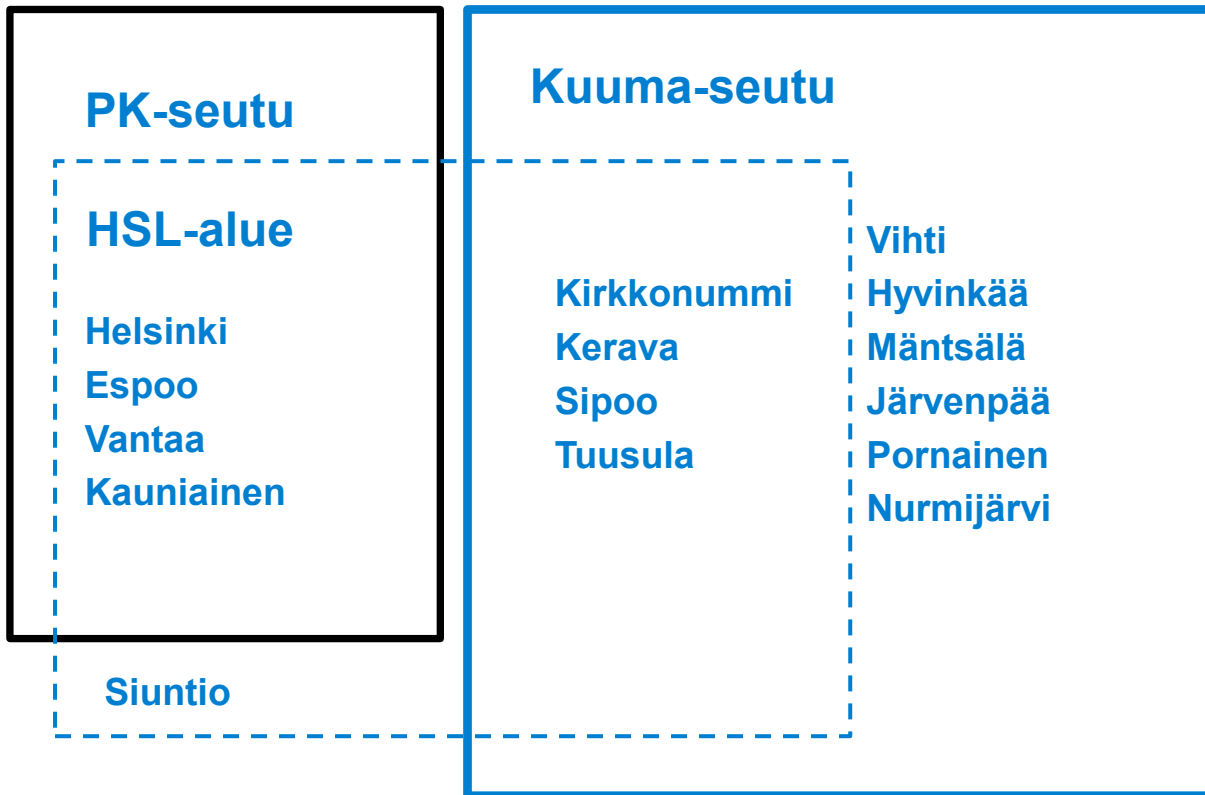 PK-seutu
HSL-alue
Helsinki
Espoo
Vantaa
Kauniainen
Siuntio
Kuuma-seutu
Kirkkonummi
Kerava
Sipoo
Tuusula
Vihti
Hyvinkää
Mäntsälä
Järvenpää
Pornainen
Nurmijärvi